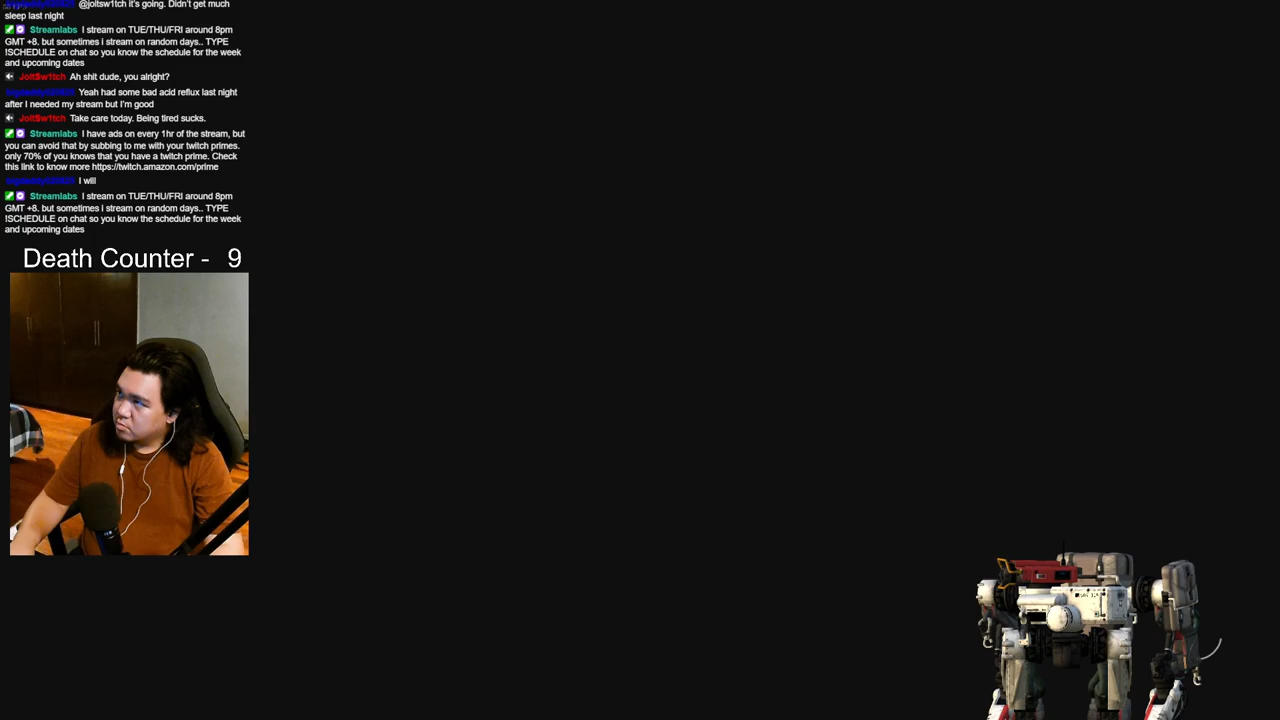 @joltsw1tch it's going. Didn't get much
sleep last night
Streamlabs I stream on TUE/THU/FRI around 8pm
GMT +8. but sometimes i stream on random days.. TYPE
!SCHEDULE on chat so you know the schedule for the week
and upcoming dates
JoltSw1tch Ah shit dude, you alright?
Yeah had some bad acid reflux last night
after I needed my stream but I'm good
JoltSw1tch Take care today. Being tired sucks.
Streamlabs I have ads on every 1hr of the stream, but
you can avoid that by subbing to me with your twitch primes.
only 70% of you knows that you have a twitch prime. Check
this link to know more https://twitch.amazon.com/prime
I will
Streamlabs I stream on TUE/THU/FRI around 8pm
GMT +8. but sometimes i stream on random days.. TYPE
!SCHEDULE on chat so you know the schedule for the week
and upcoming dates
Death Counter - 9